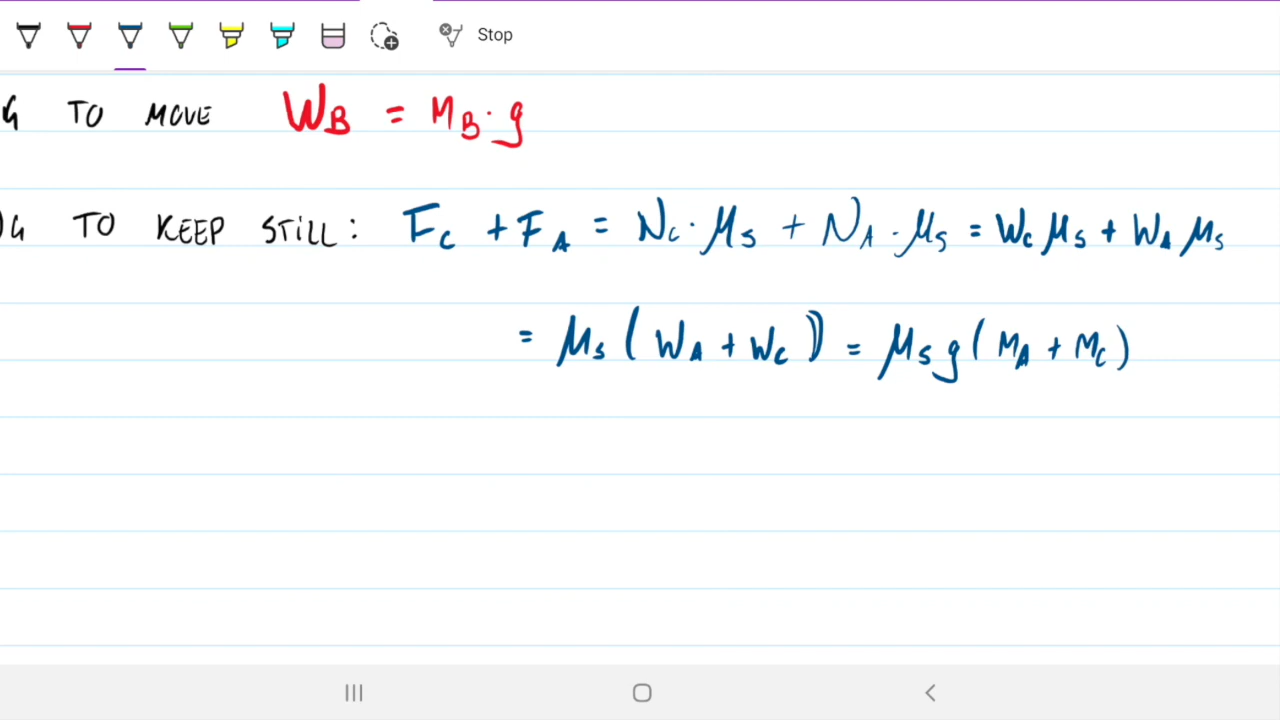 Stop
G TO MOVE W_B = M_B · g
G TO KEEP STILL: F_C + F_A = N_C · μ_S + N_A · μ_S = W_C μ_S + W_A μ_S
= μ_S ( W_A + W_C ) = μ_S g ( M_A + M_C )